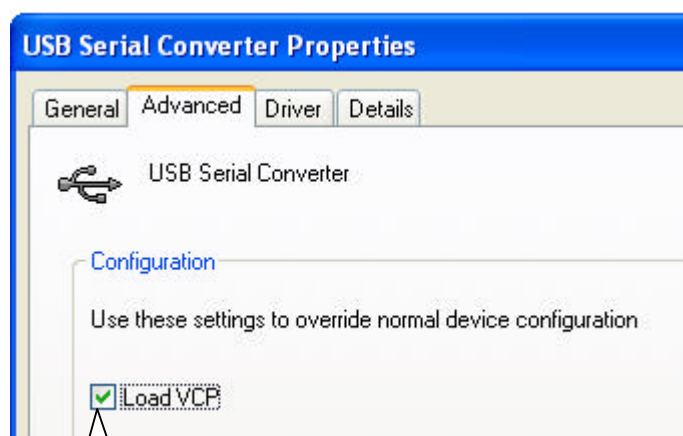 USB Serial Converter Properties
General Advanced Driver Details
USB Serial Converter
Configuration
Use these settings to override normal device configuration
Load VCP